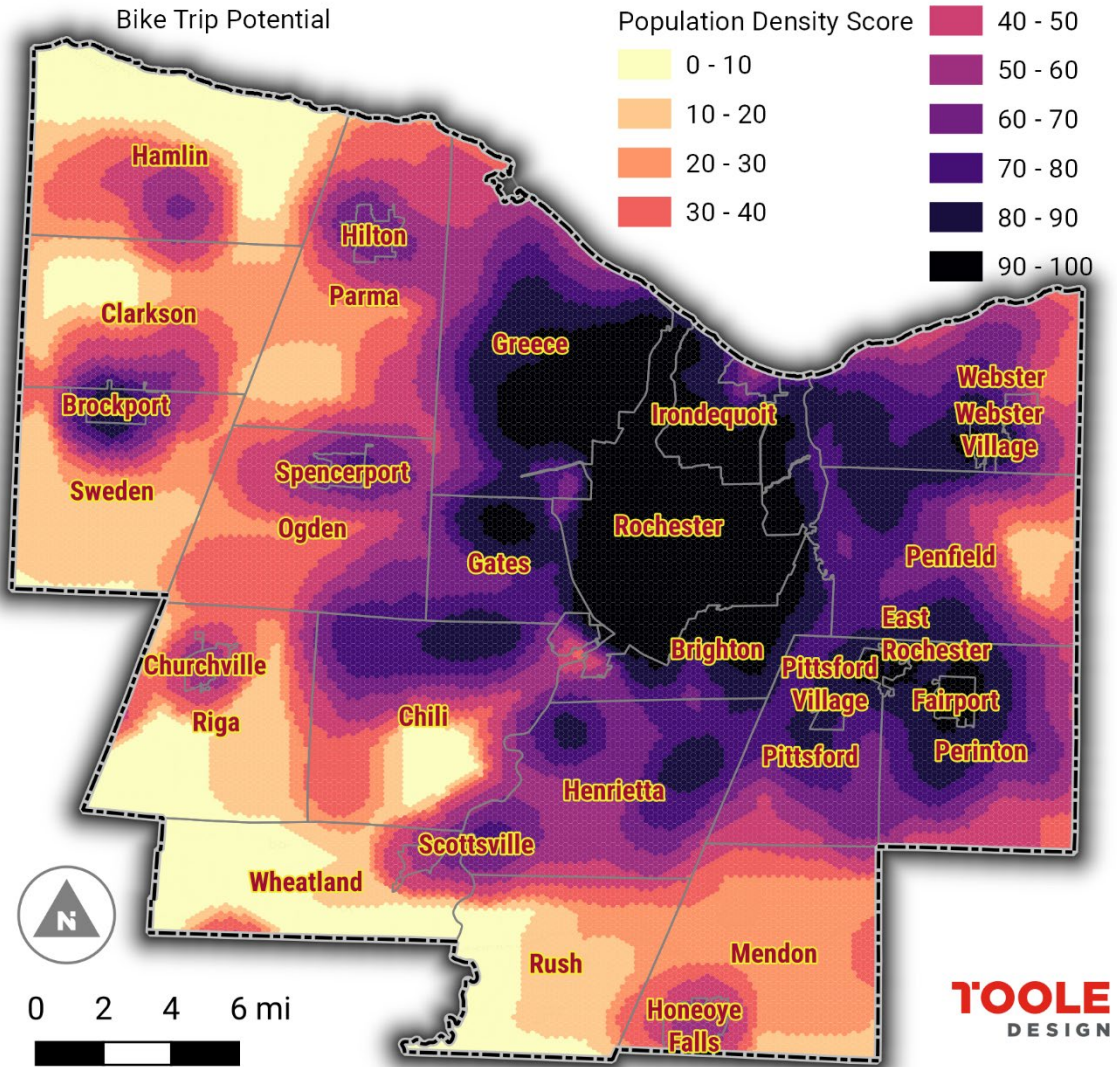 Bike Trip Potential
Population Density Score
0 - 10
10 - 20
20 - 30
30 - 40
40 - 50
50 - 60
60 - 70
70 - 80
80 - 90
90 - 100
Hamlin
Hilton
Parma
Clarkson
Greece
Brockport
Irondequoit
Webster
Webster
Village
Sweden
Spencerport
Ogden
Rochester
Gates
Penfield
East
Rochester
Churchville
Brighton
Pittsford
Village
Fairport
Riga
Chili
Pittsford
Perinton
Henrietta
Scottsville
Wheatland
Rush
Mendon
Honeoye
Falls
N
0 2 4 6 mi
TOOLE
DESIGN